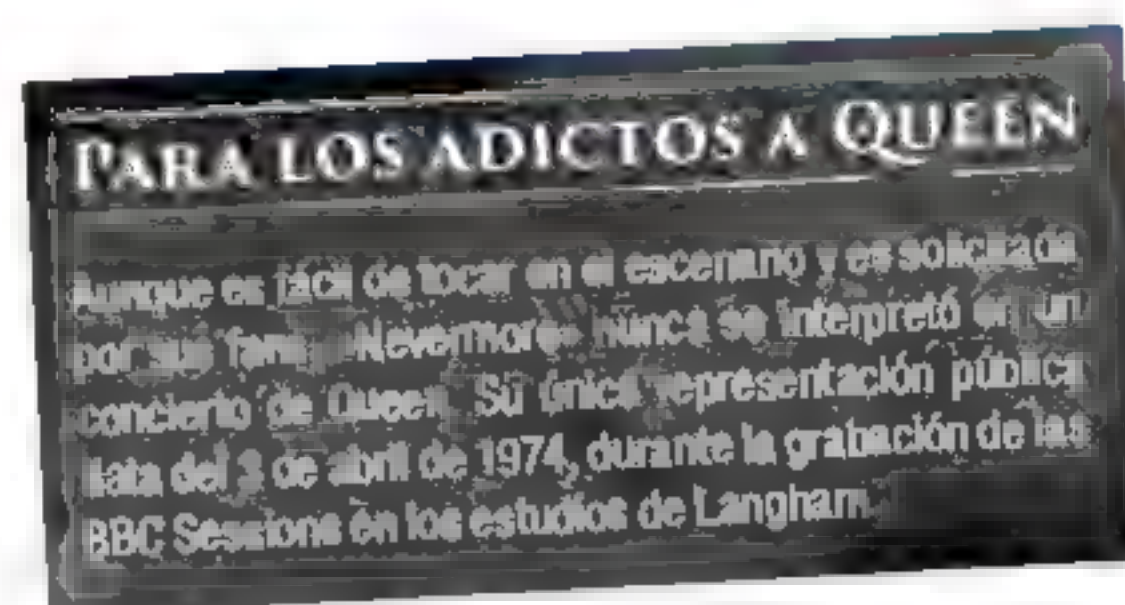 PARA LOS ADICTOS A QUEEN
Aunque es fácil de tocar en el escenario y es solicitada
por sus fans, «Nevermore» nunca se interpretó en un
concierto de Queen. Su única representación pública
data del 3 de abril de 1974, durante la grabación de las
BBC Sessions en los estudios de Langham.